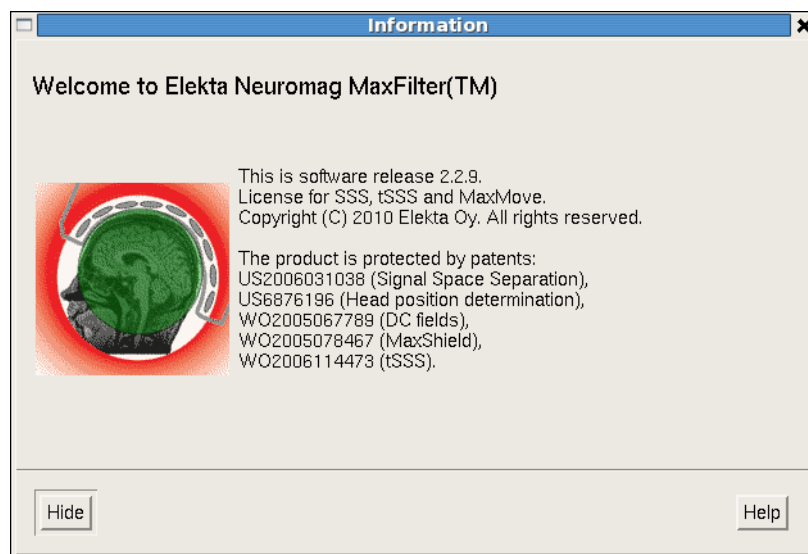 Information
Welcome to Elekta Neuromag MaxFilter(TM)
This is software release 2.2.9.
License for SSS, tSSS and MaxMove.
Copyright (C) 2010 Elekta Oy. All rights reserved.
The product is protected by patents:
US2006031038 (Signal Space Separation),
US6876196 (Head position determination),
WO2005067789 (DC fields),
WO2005078467 (MaxShield),
WO2006114473 (tSSS).
Hide
Help